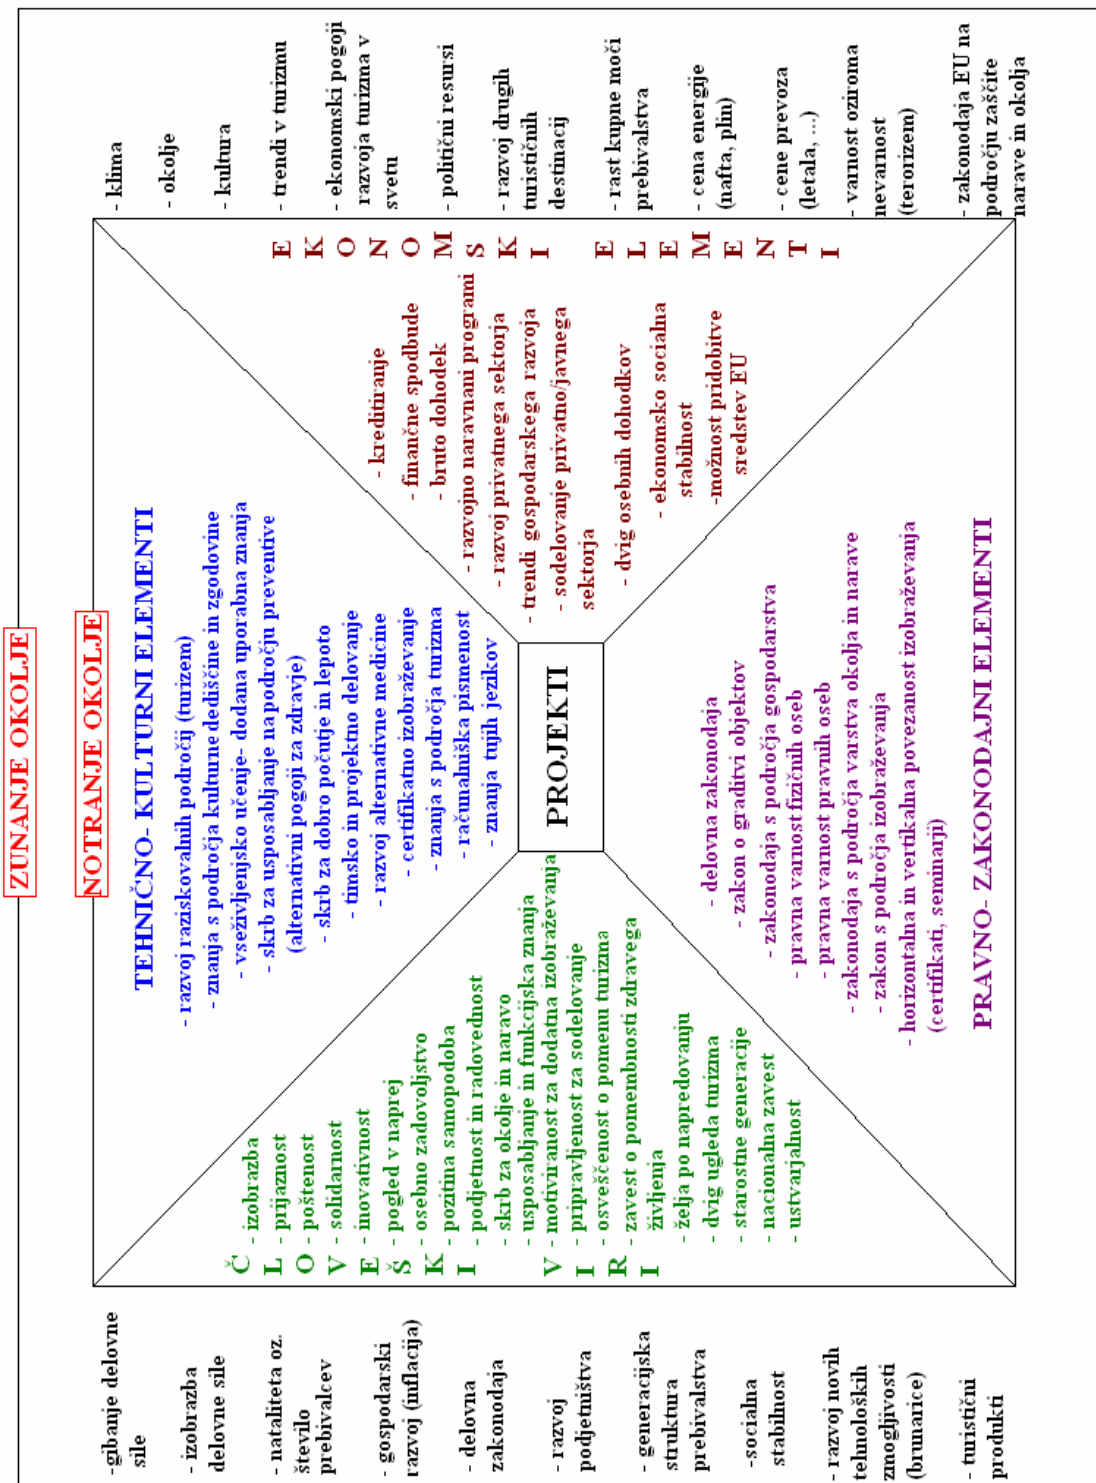 ZUNANJE OKOLJE
NOTRANJE OKOLJE
-gibanje delovne
sile
- izobrazba
delovne sile
- nataliteta oz.
število
prebivalcev
- gospodarski
razvoj (inflacija)
- delovna
zakonodaja
- razvoj
podjetništva
- generacijska
struktura
prebivalstva
-socialna
stabilnost
- razvoj novih
tehnoloških
zmogljivosti
(brunarice)
- turistični
produkti
ČLOVEŠKI VIRI
- izobrazba
- prijaznost
- poštenost
- solidarnost
- inovativnost
- pogled v naprej
- osebno zadovoljstvo
- pozitina samopodoba
- podjetnost in radovednost
- skrb za okolje in naravo
- usposabljanje in funkcijska znanja
- motiviranost za dodatna izobraževanja
- pripravljenost za sodelovanje
- osveščenost o pomenu turizma
- zavest o pomembnosti zdravega
življenja
- želja po napredovanju
- dvig ugleda turizma
- starostne generacije
- nacionalna zavest
- ustvarjalnost
TEHNIČNO- KULTURNI ELEMENTI
- razvoj raziskovalnih področij (turizem)
- znanja s področja kulturne dediščine in zgodovine
- vseživljenjsko učenje- dodana uporabna znanja
- skrb za usposabljanje na področju preventive
(alternativni pogoji za zdravje)
- skrb za dobro počutje in lepoto
- timsko in projektno delovanje
- razvoj alternativne medicine
- certifikatno izobraževanje
- znanja s področja turizma
- računalniška pismenost
- znanja tujih jezikov
PROJEKTI
- delovna zakonodaja
- zakon o graditvi objektov
- zakonodaja s področja gospodarstva
- pravna varnost fizičnih oseb
- pravna varnost pravnih oseb
- zakonodaja s področja varstva okolja in narave
- zakon s področja izobraževanja
- horizontalna in vertikalna povezanost izobraževanja
(certifikati, seminarji)
PRAVNO- ZAKONODAJNI ELEMENTI
- kreditiranje
- finančne spodbude
- bruto dohodek
- razvojno naravnani programi
- razvoj privatnega sektorja
- trendi gospodarskega razvoja
- sodelovanje privatno/javnega
sektorja
- dvig osebnih dohodkov
- ekonomsko socialna
stabilnost
-možnost pridobitve
sredstev EU
EKONOMSKI ELEMENTI
- klima
- okolje
- kultura
- trendi v turizmu
- ekonomski pogoji
razvoja turizma v
svetu
- politični resursi
- razvoj drugih
turističnih
destinacij
- rast kupne moči
prebivalstva
- cena energije
(nafta, plin)
- cene prevoza
(letala, ...)
- varnost oziroma
nevarnost
(terorizem)
- zakonodaja EU na
področju zaščite
narave in okolja